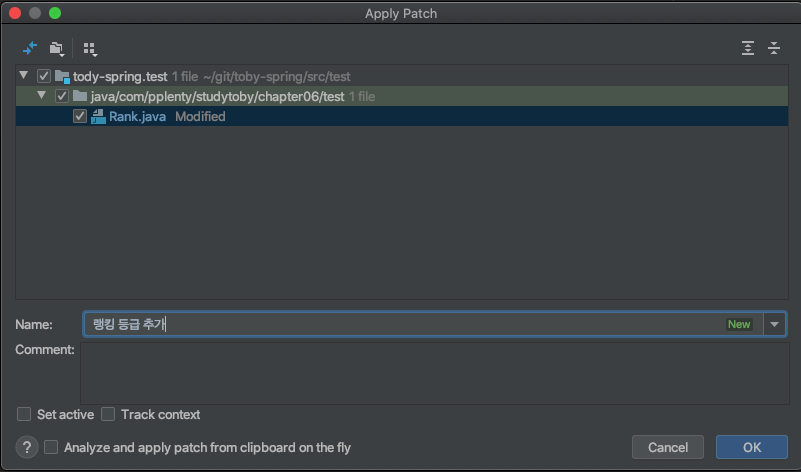 Apply Patch
tody-spring.test 1 file ~/git/toby-spring/src/test
java/com/pplenty/studytoby/chapter06/test 1 file
Rank.java Modified
Name: 랭킹 등급 추가 New
Comment:
Set active Track context
? Analyze and apply patch from clipboard on the fly Cancel OK